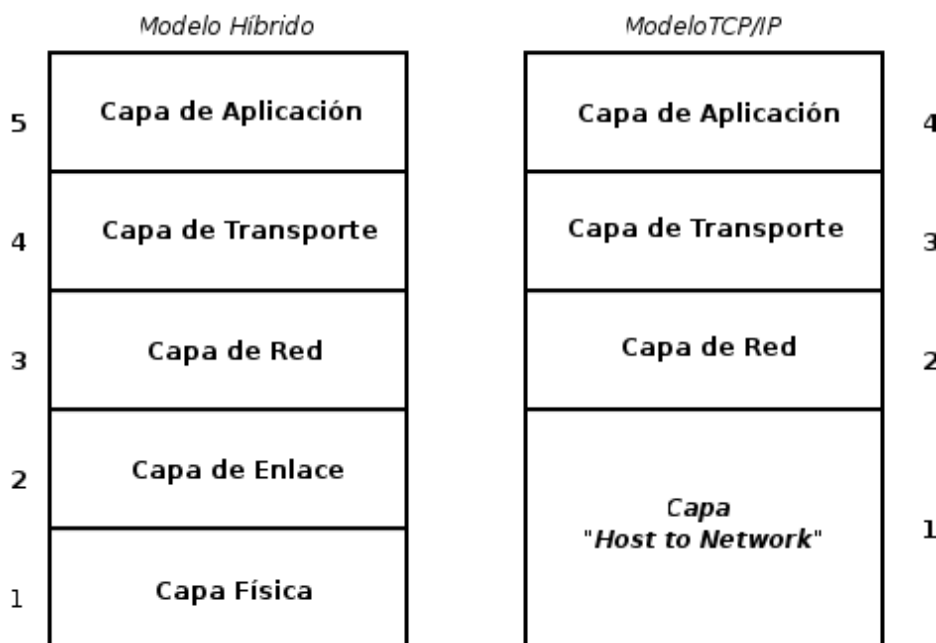 Modelo Híbrido
5
Capa de Aplicación
4
Capa de Transporte
3
Capa de Red
2
Capa de Enlace
1
Capa Física
ModeloTCP/IP
Capa de Aplicación
4
Capa de Transporte
3
Capa de Red
2
Capa
"Host to Network"
1